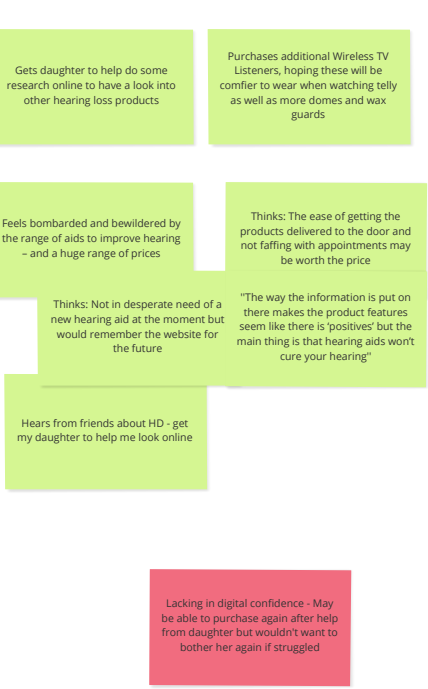 Gets daughter to help do some
research online to have a look into
other hearing loss products
Purchases additional Wireless TV
Listeners, hoping these will be
comfier to wear when watching telly
as well as more domes and wax
guards
Feels bombarded and bewildered by
the range of aids to improve hearing
– and a huge range of prices
Thinks: The ease of getting the
products delivered to the door and
not faffing with appointments may
be worth the price
Thinks: Not in desperate need of a
new hearing aid at the moment but
would remember the website for
the future
"The way the information is put on
there makes the product features
seem like there is ‘positives’ but the
main thing is that hearing aids won’t
cure your hearing"
Hears from friends about HD - get
my daughter to help me look online
Lacking in digital confidence - May
be able to purchase again after help
from daughter but wouldn't want to
bother her again if struggled